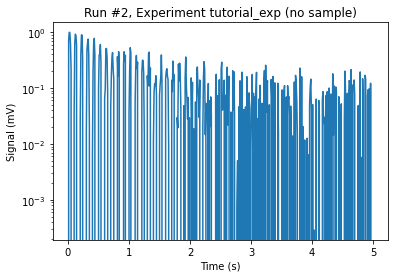 Run #2, Experiment tutorial_exp (no sample)
Signal (mV)
10⁰
10⁻¹
10⁻²
10⁻³
0 1 2 3 4 5
Time (s)